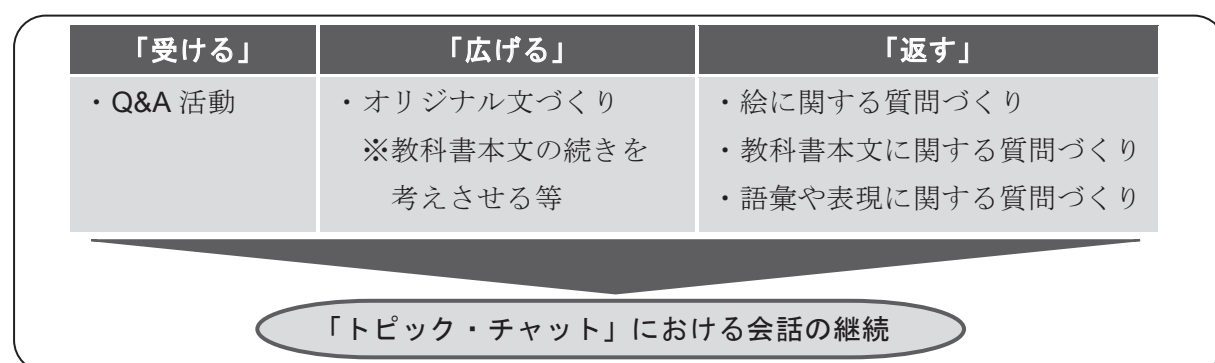 「受ける」
「広げる」
「返す」
・Q&A 活動
・オリジナル文づくり
※教科書本文の続きを
考えさせる等
・絵に関する質問づくり
・教科書本文に関する質問づくり
・語彙や表現に関する質問づくり
「トピック・チャット」における会話の継続